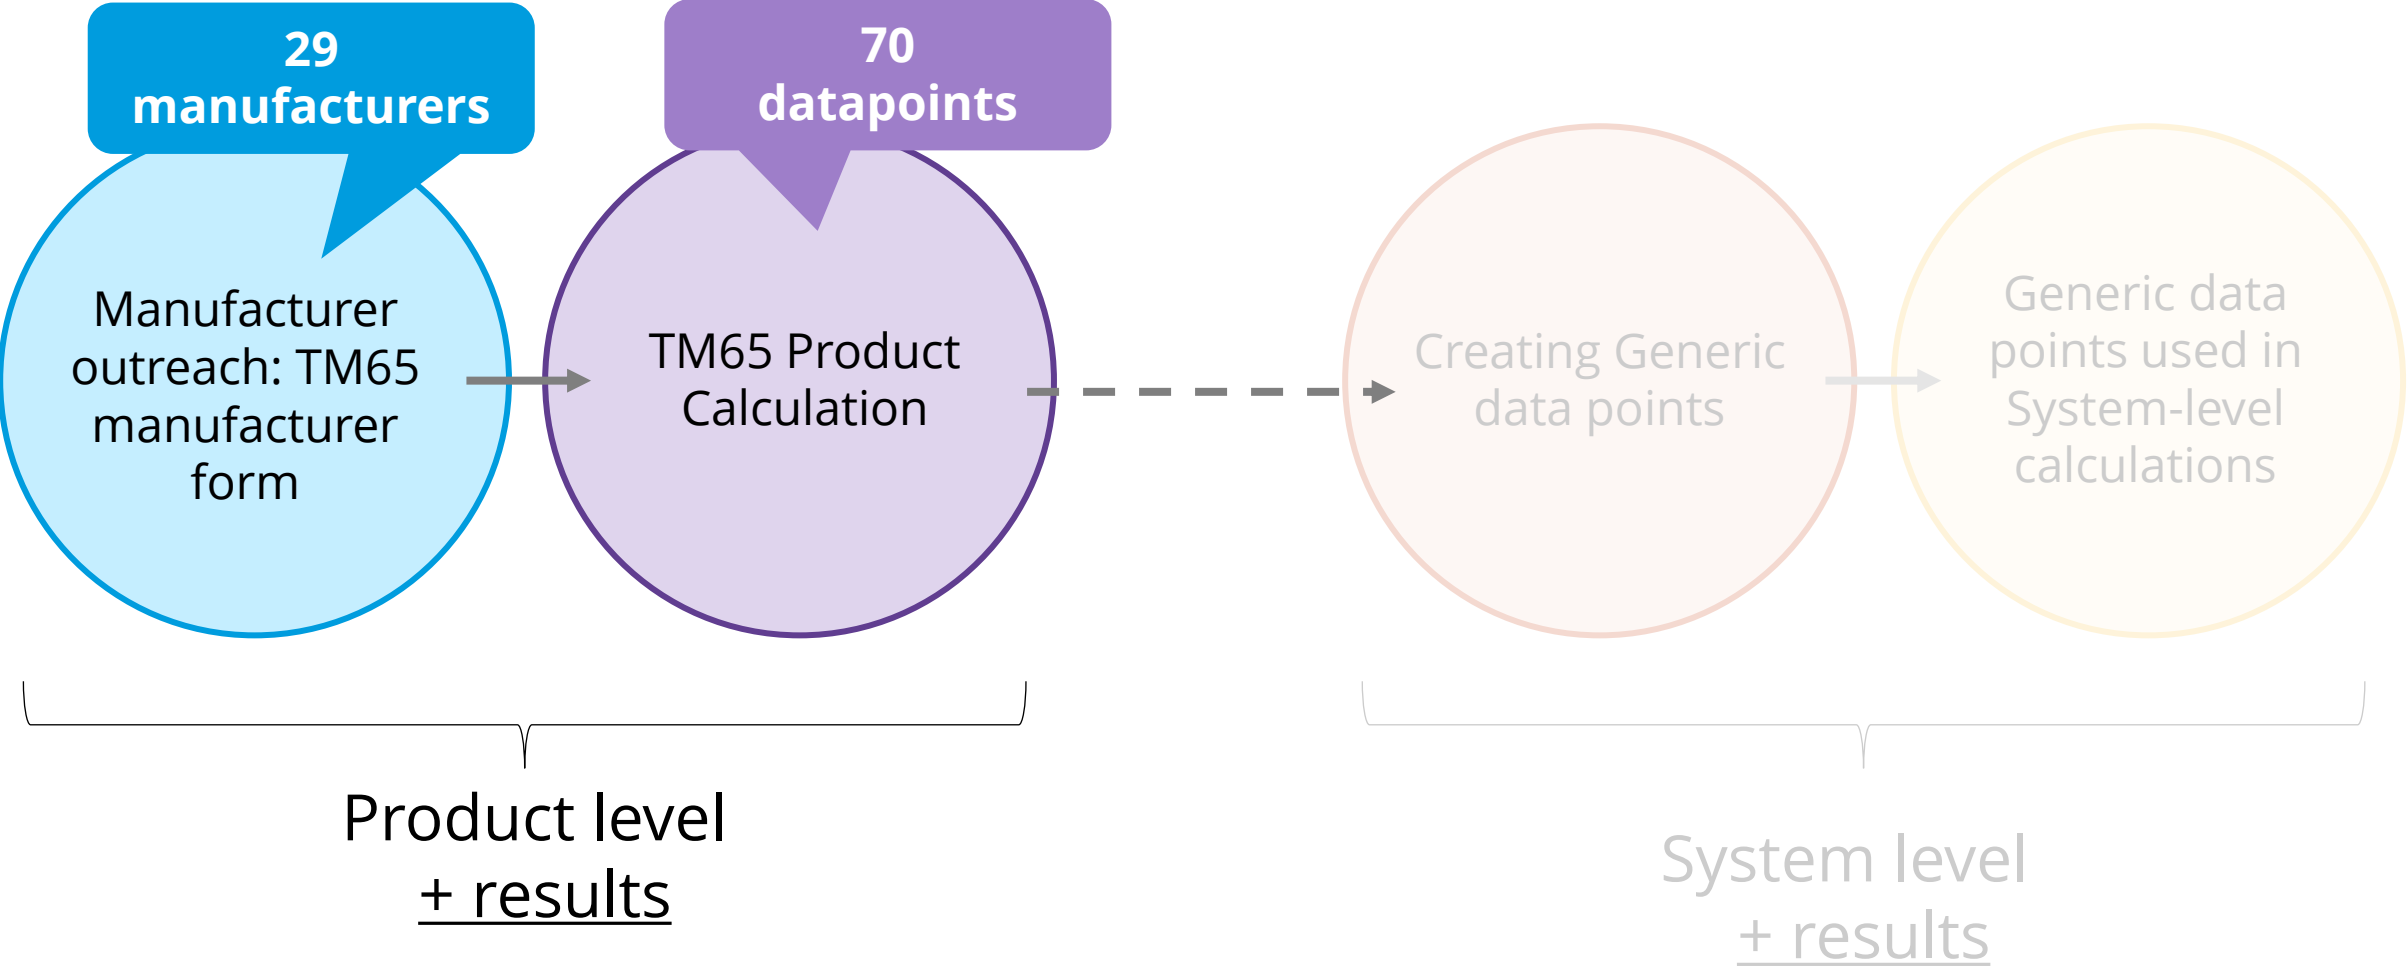 29
manufacturers
70
datapoints
Manufacturer
outreach: TM65
manufacturer
form
TM65 Product
Calculation
Creating Generic
data points
Generic data
points used in
System-level
calculations
Product level
+ results
System level
+ results